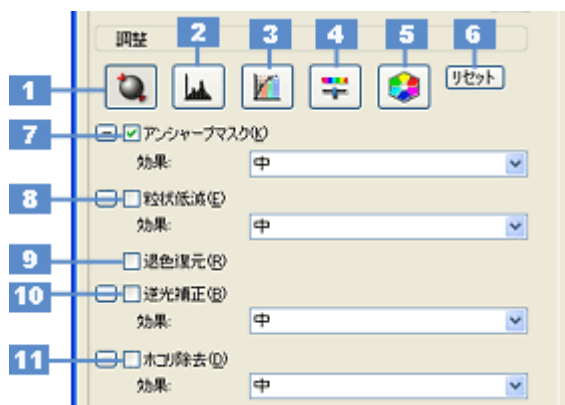 調整
2 3 4 5 6
1
リセット
7 アンシャープマスク(K)
効果: 中
8 粒状低減(E)
効果: 中
9 退色復元(R)
10 逆光補正(B)
効果: 中
11 ホコリ除去(D)
効果: 中